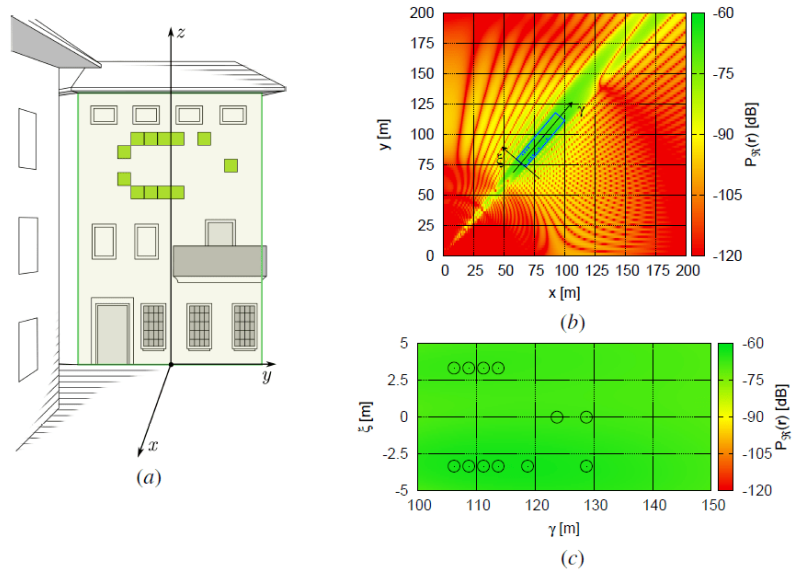 z
y
x
(a)
200
175
150
125
100
75
50
25
0
y [m]
0 25 50 75 100 125 150 175 200
x [m]
γ
ξ
-60
-75
-90
-105
-120
P_ℜ(r) [dB]
(b)
5
2.5
0
-2.5
-5
ξ [m]
100 110 120 130 140 150
γ [m]
-60
-75
-90
-105
-120
P_ℜ(r) [dB]
(c)